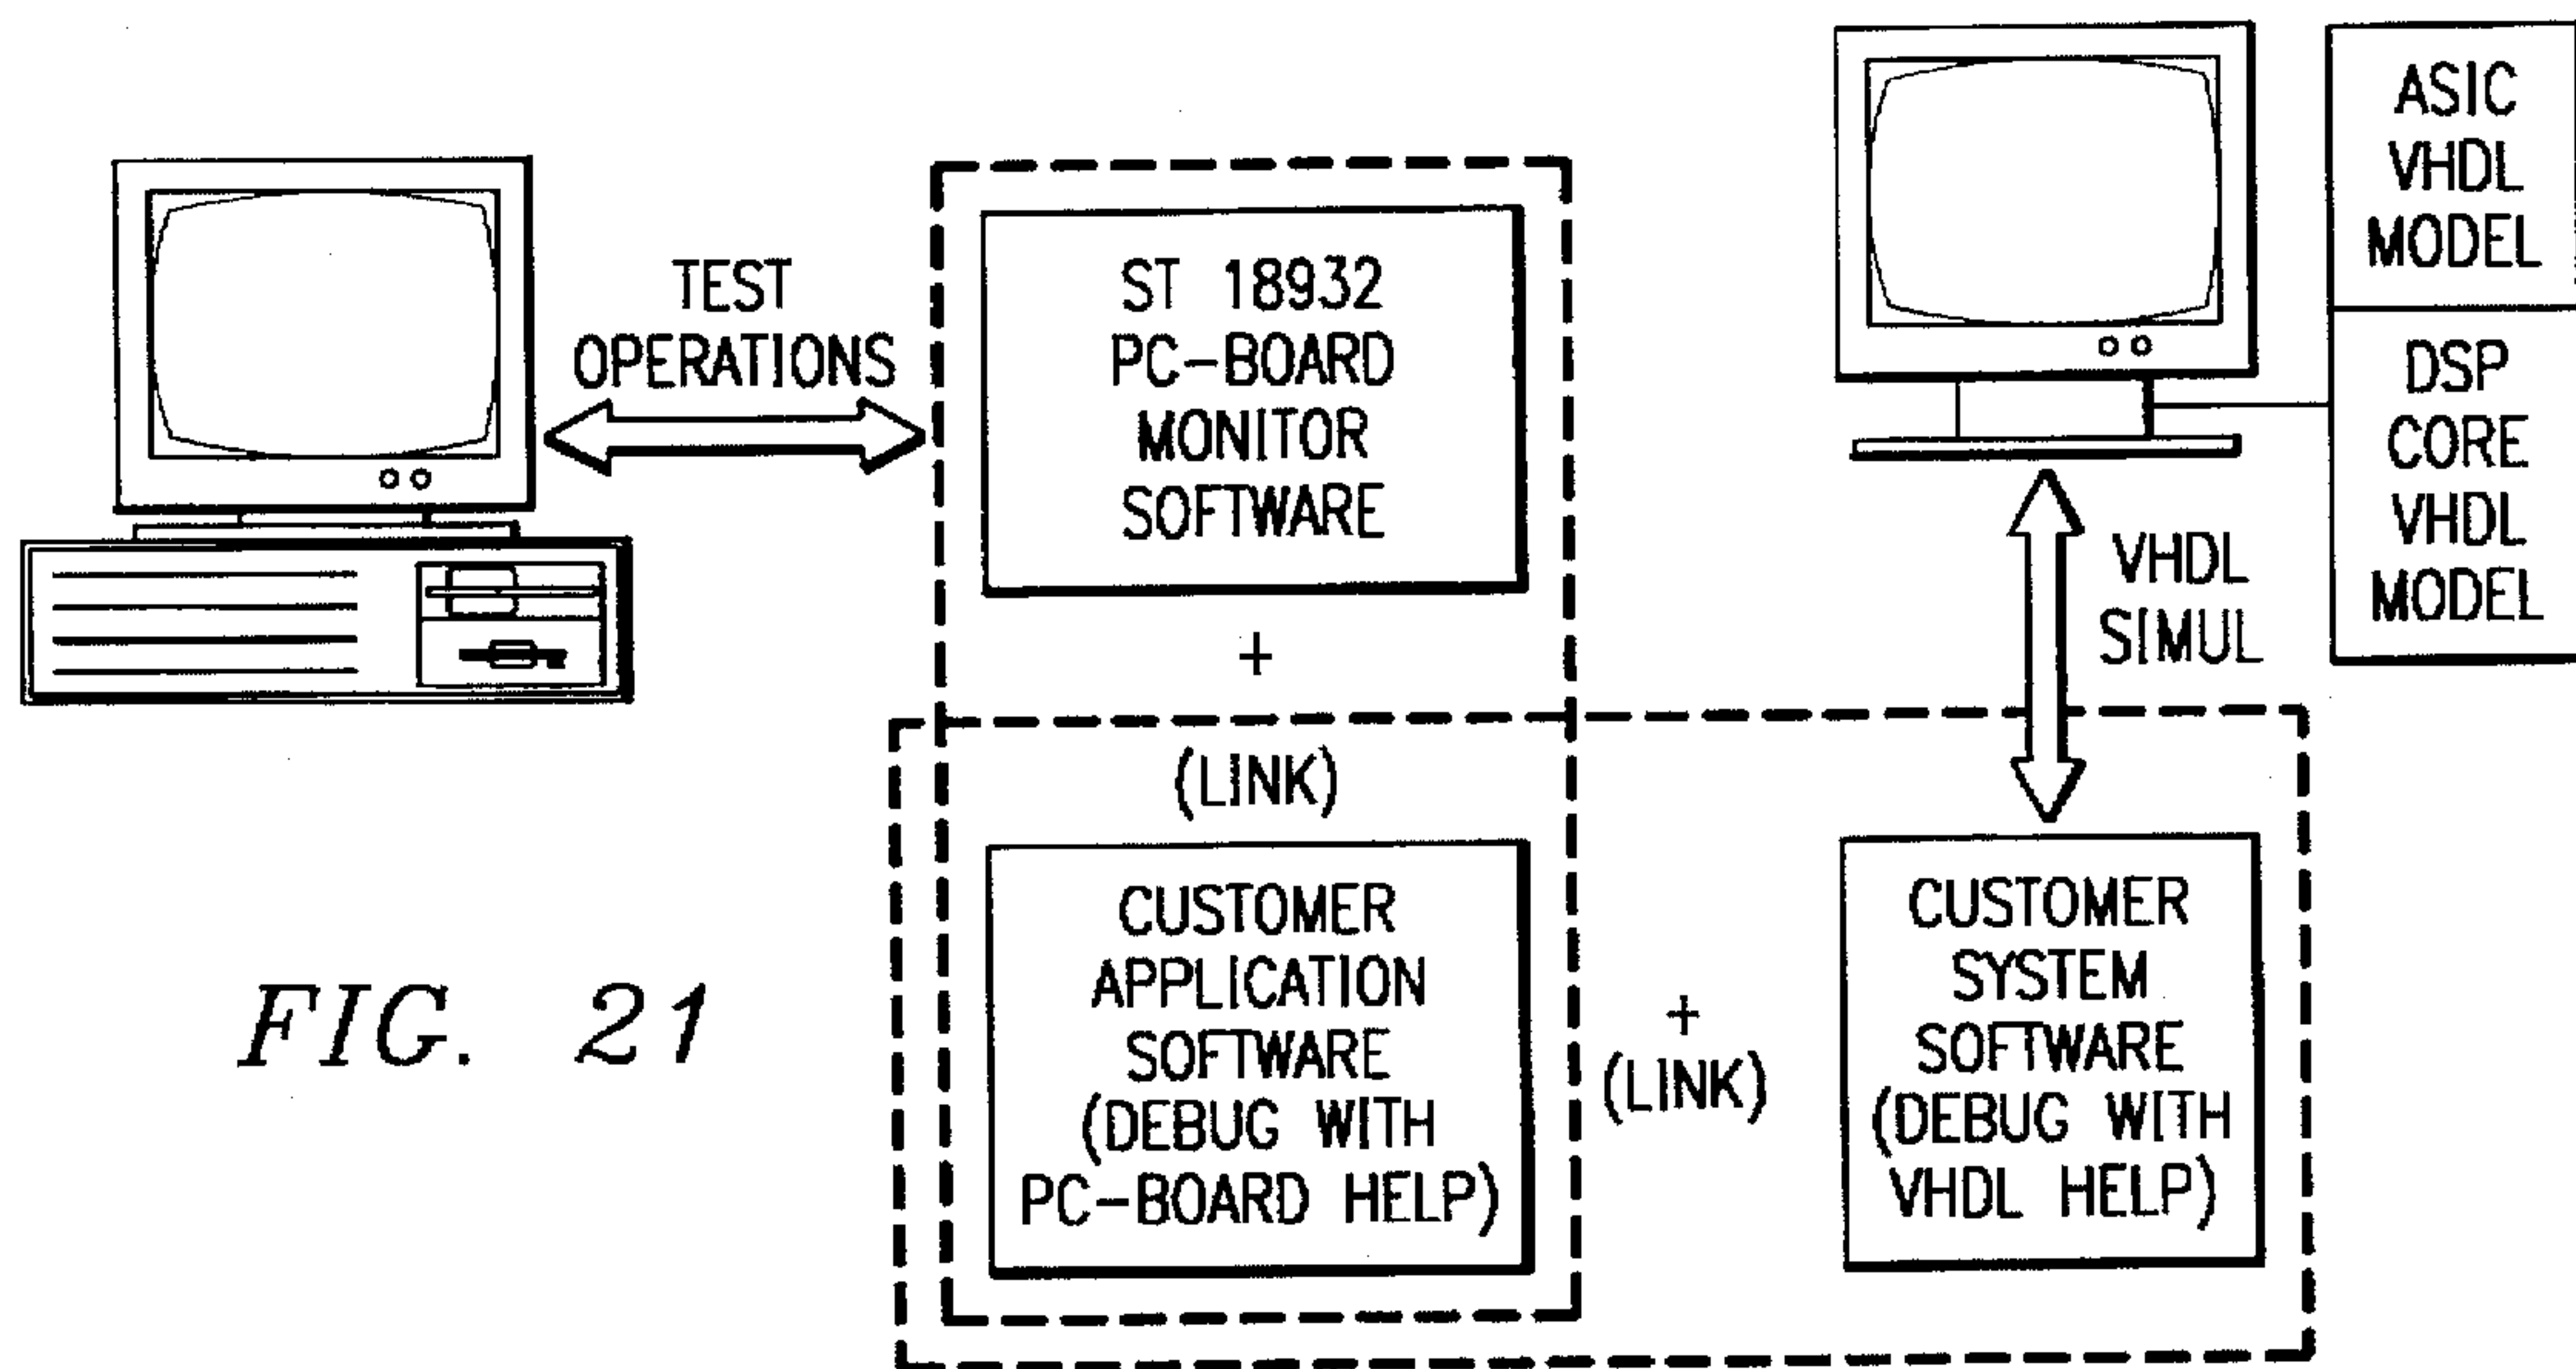 TEST
OPERATIONS
ST 18932
PC-BOARD
MONITOR
SOFTWARE
+
(LINK)
CUSTOMER
APPLICATION
SOFTWARE
(DEBUG WITH
PC-BOARD HELP)
+
(LINK)
CUSTOMER
SYSTEM
SOFTWARE
(DEBUG WITH
VHDL HELP)
VHDL
SIMUL
ASIC
VHDL
MODEL
DSP
CORE
VHDL
MODEL
FIG. 21